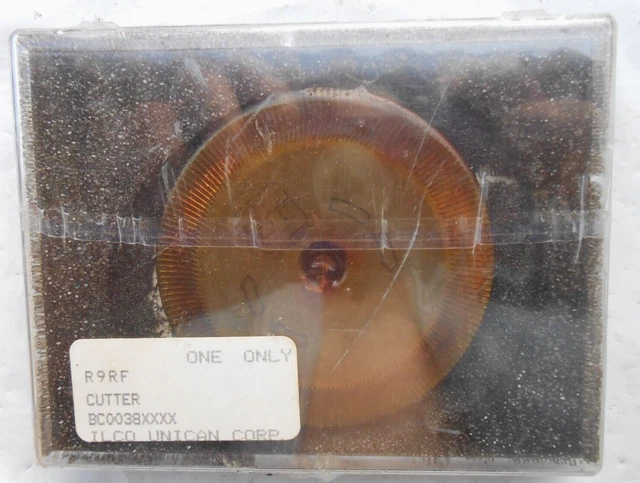 ONE ONLY
R9RF
CUTTER
BC0038XXXX
ILCO UNICAN CORP